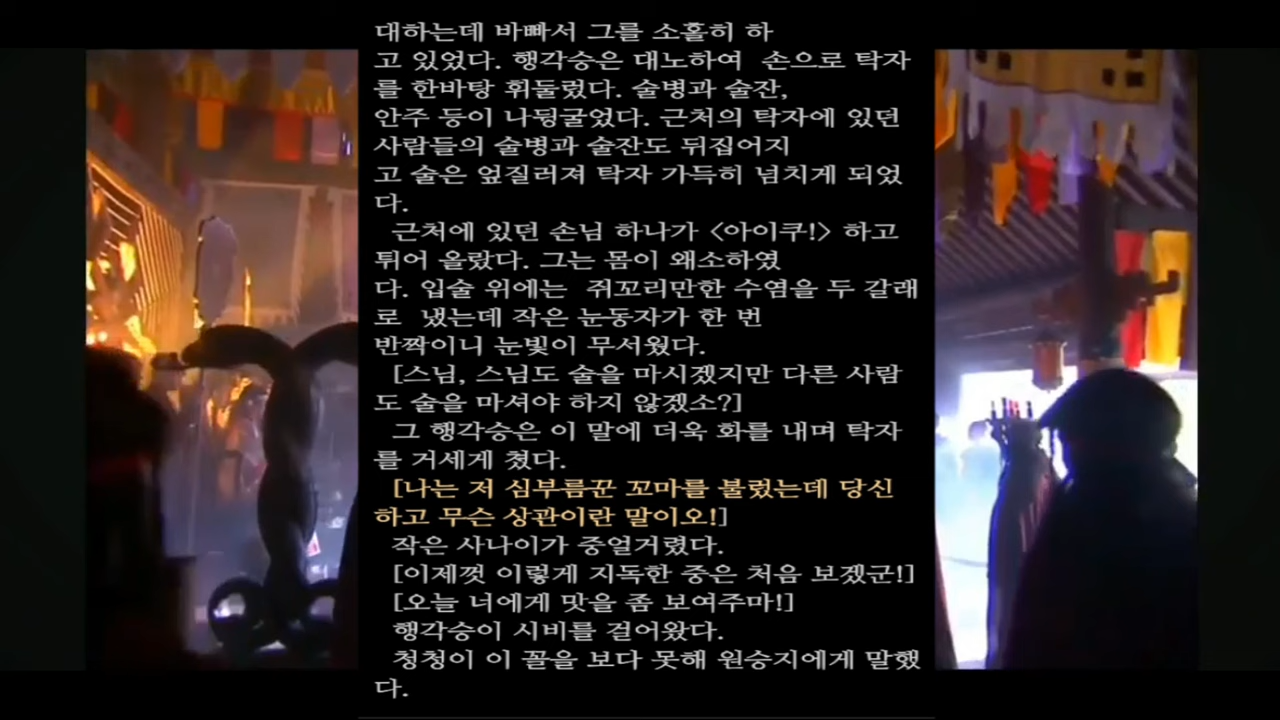 대하는데 바빠서 그를 소홀히 하
고 있었다. 행각승은 대노하여 손으로 탁자
를 한바탕 휘둘렀다. 술병과 술잔,
안주 등이 나뒹굴었다. 근처의 탁자에 있던
사람들의 술병과 술잔도 뒤집어지
고 술은 엎질러져 탁자 가득히 넘치게 되었
다.
근처에 있던 손님 하나가 <아이쿠!> 하고
튀어 올랐다. 그는 몸이 왜소하였
다. 입술 위에는 쥐꼬리만한 수염을 두 갈래
로 냈는데 작은 눈동자가 한 번
반짝이니 눈빛이 무서웠다.
[스님, 스님도 술을 마시겠지만 다른 사람
도 술을 마셔야 하지 않겠소?]
그 행각승은 이 말에 더욱 화를 내며 탁자
를 거세게 쳤다.
[나는 저 심부름꾼 꼬마를 불렀는데 당신
하고 무슨 상관이란 말이오!]
작은 사나이가 중얼거렸다.
[이제껏 이렇게 지독한 중은 처음 보겠군!]
[오늘 너에게 맛을 좀 보여주마!]
행각승이 시비를 걸어왔다.
청청이 이 꼴을 보다 못해 원승지에게 말했
다.